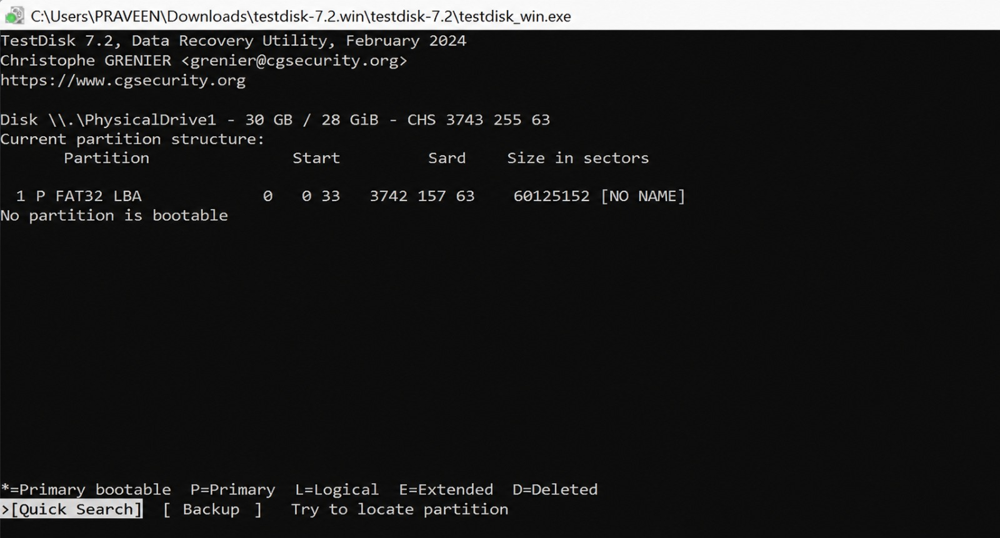 C:\Users\PRAVEEN\Downloads\testdisk-7.2.win\testdisk-7.2\testdisk_win.exe
TestDisk 7.2, Data Recovery Utility, February 2024
Christophe GRENIER <grenier@cgsecurity.org>
https://www.cgsecurity.org
Disk \\.\PhysicalDrive1 - 30 GB / 28 GiB - CHS 3743 255 63
Current partition structure:
Partition Start Sard Size in sectors
1 P FAT32 LBA 0 0 33 3742 157 63 60125152 [NO NAME]
No partition is bootable
*=Primary bootable P=Primary L=Logical E=Extended D=Deleted
>[Quick Search] [ Backup ] Try to locate partition